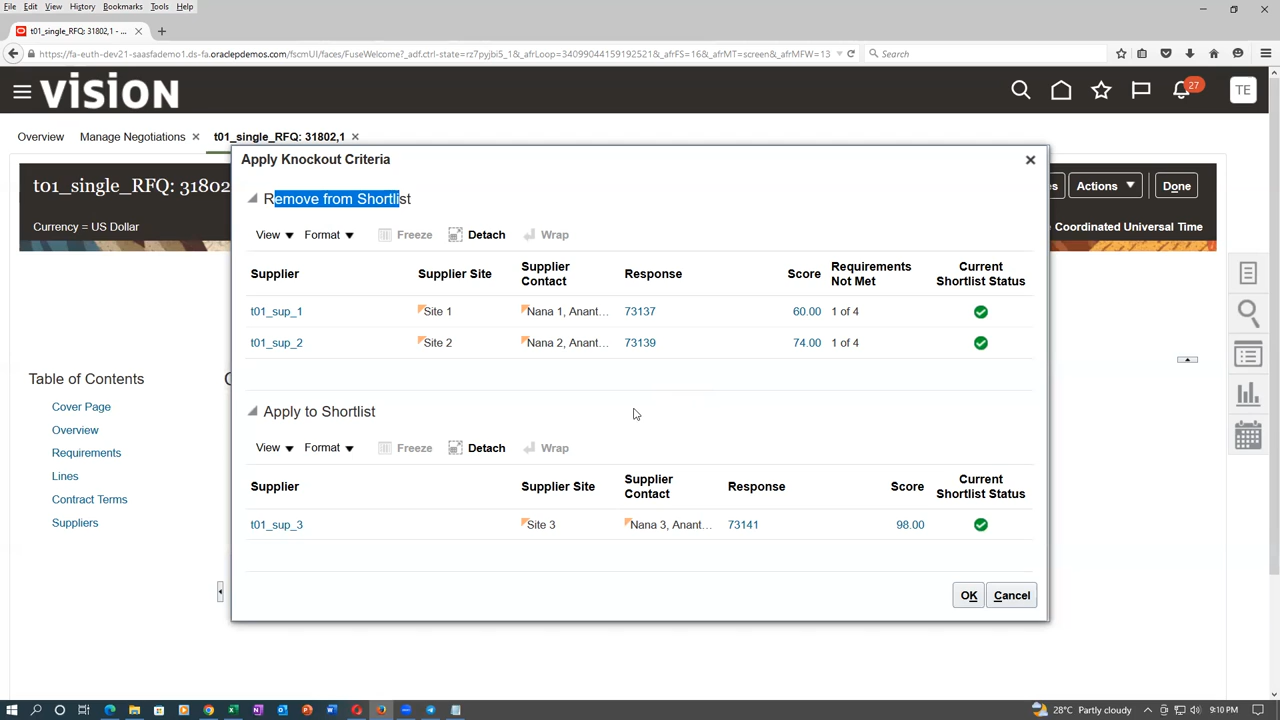 File Edit View History Bookmarks Tools Help
t01_single_RFQ: 31802,1 - ...
https://fa-euth-dev21-saasfademo1.ds-fa.oraclepdemos.com/fscmUI/faces/FuseWelcome?_adf.ctrl-state=rz7pyjbi5_1&_afrLoop=34099044159192521&_afrFS=16&_afrMT=screen&_afrMFW=13
Search
VISION
27
TE
Overview Manage Negotiations t01_single_RFQ: 31802,1
Apply Knockout Criteria
t01_single_RFQ: 31802
Actions Done
Remove from Shortlist
Currency = US Dollar
Coordinated Universal Time
View Format Freeze Detach Wrap
Supplier Supplier Site Supplier Contact Response Score Requirements Not Met Current Shortlist Status
t01_sup_1 Site 1 Nana 1, Anant... 73137 60.00 1 of 4
t01_sup_2 Site 2 Nana 2, Anant... 73139 74.00 1 of 4
Table of Contents
Cover Page
Overview
Requirements
Lines
Contract Terms
Suppliers
Apply to Shortlist
View Format Freeze Detach Wrap
Supplier Supplier Site Supplier Contact Response Score Current Shortlist Status
t01_sup_3 Site 3 Nana 3, Anant... 73141 98.00
OK Cancel
28°C Partly cloudy 9:10 PM